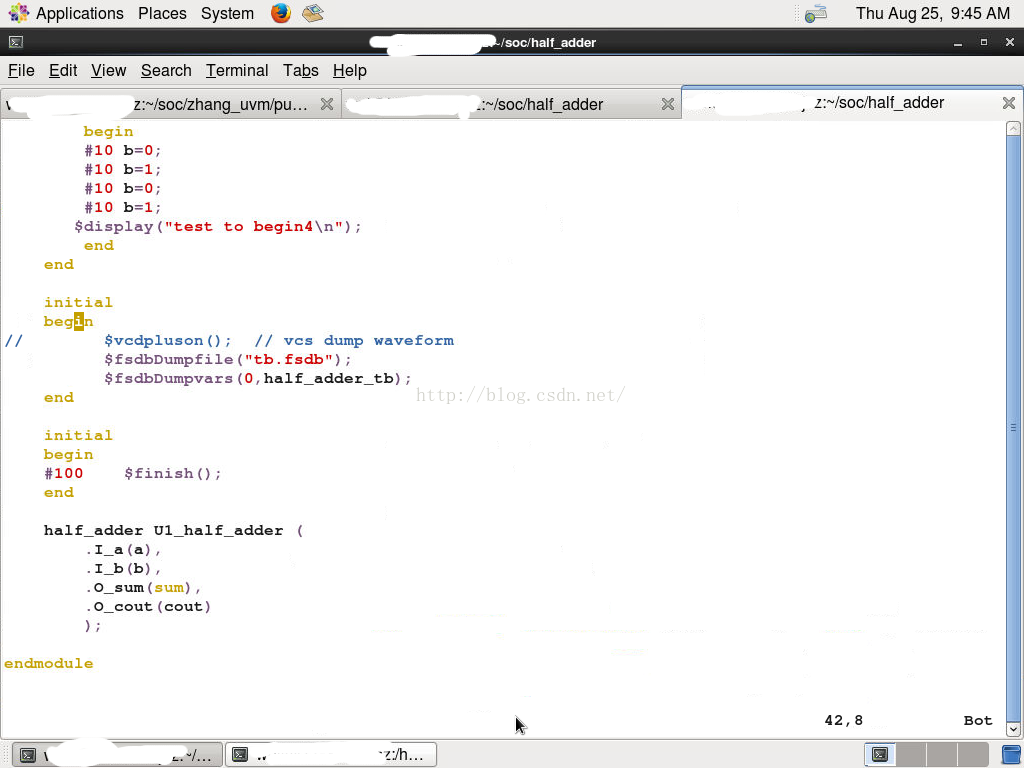 Applications Places System Thu Aug 25, 9:45 AM
/soc/half_adder
File Edit View Search Terminal Tabs Help
z:~/soc/zhang_uvm/pu... :~/soc/half_adder z:~/soc/half_adder
begin
#10 b=0;
#10 b=1;
#10 b=0;
#10 b=1;
$display("test to begin4\n");
end
end
initial
begin
// $vcdpluson(); // vcs dump waveform
$fsdbDumpfile("tb.fsdb");
$fsdbDumpvars(0,half_adder_tb);
http://blog.csdn.net/
end
initial
begin
#100 $finish();
end
half_adder U1_half_adder (
.I_a(a),
.I_b(b),
.O_sum(sum),
.O_cout(cout)
);
endmodule
42,8 Bot
z:~/... z:/h...